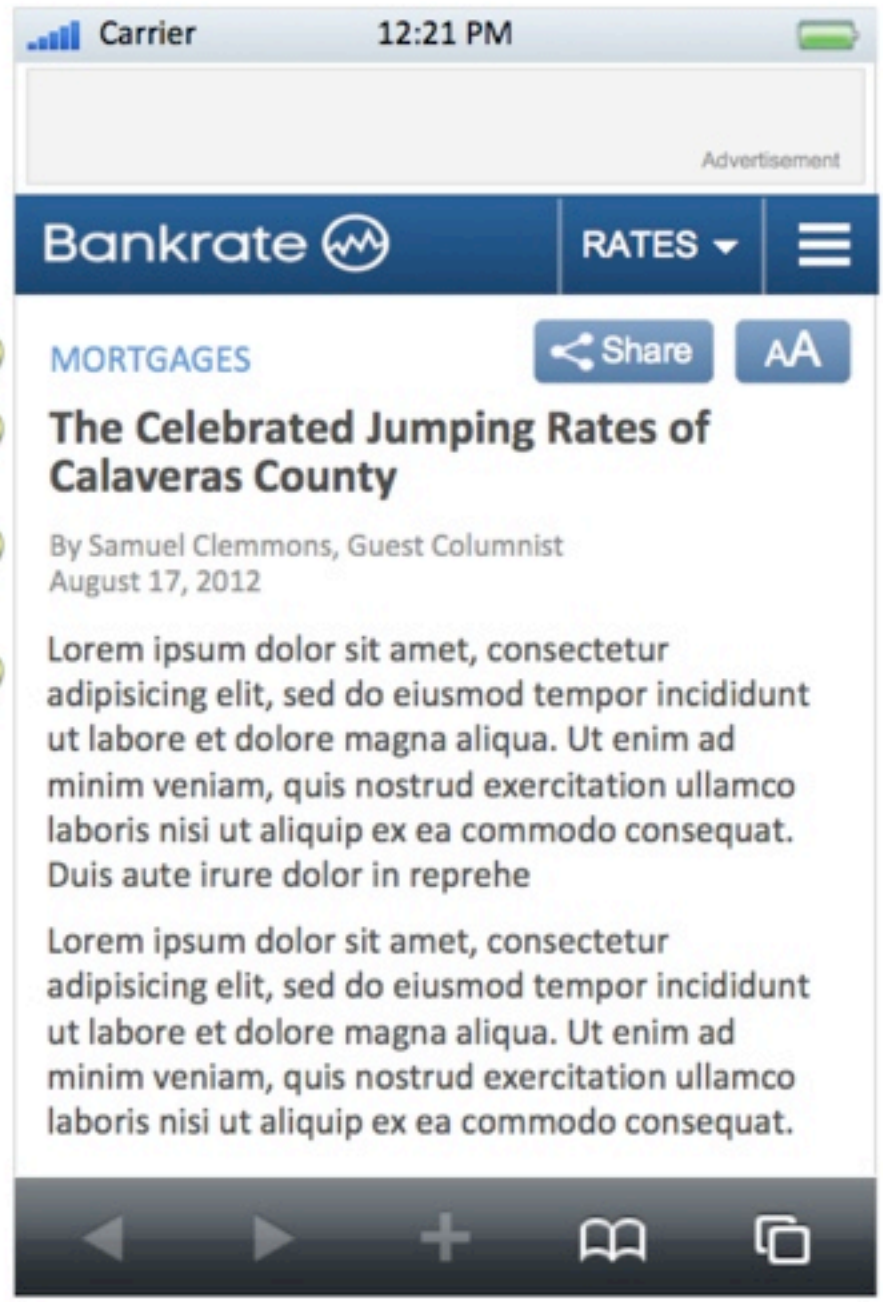 Carrier 12:21 PM
Advertisement
Bankrate RATES
MORTGAGES Share AA
The Celebrated Jumping Rates of
Calaveras County
By Samuel Clemmons, Guest Columnist
August 17, 2012
Lorem ipsum dolor sit amet, consectetur
adipisicing elit, sed do eiusmod tempor incididunt
ut labore et dolore magna aliqua. Ut enim ad
minim veniam, quis nostrud exercitation ullamco
laboris nisi ut aliquip ex ea commodo consequat.
Duis aute irure dolor in reprehe
Lorem ipsum dolor sit amet, consectetur
adipisicing elit, sed do eiusmod tempor incididunt
ut labore et dolore magna aliqua. Ut enim ad
minim veniam, quis nostrud exercitation ullamco
laboris nisi ut aliquip ex ea commodo consequat.